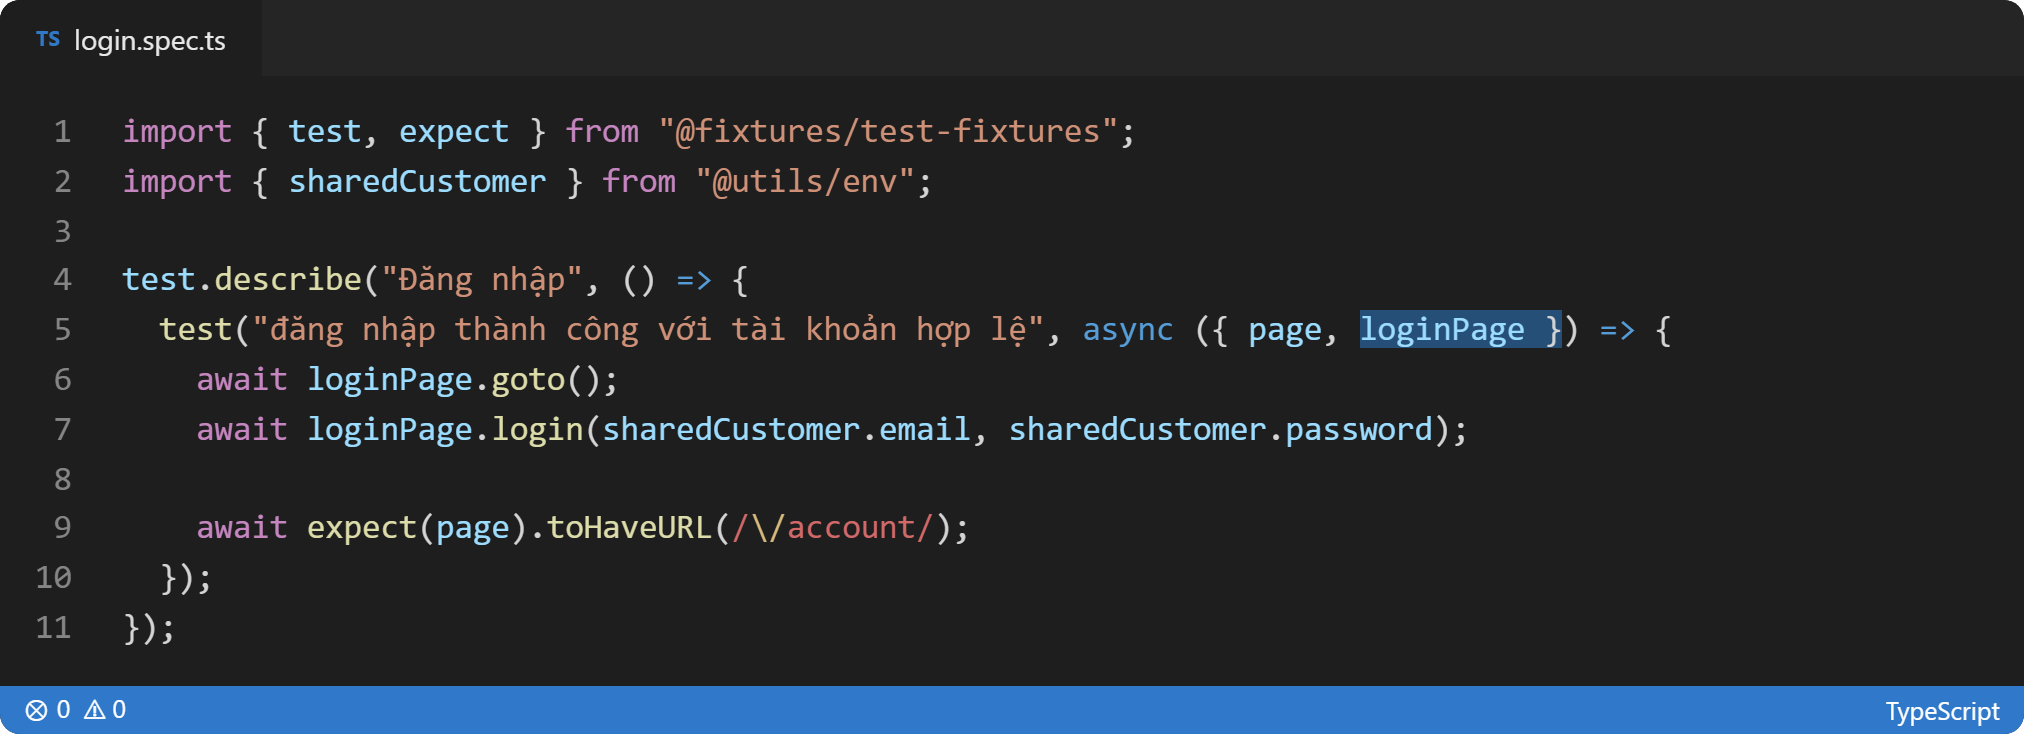 TS login.spec.ts
1 import { test, expect } from "@fixtures/test-fixtures";
2 import { sharedCustomer } from "@utils/env";
3
4 test.describe("Đăng nhập", () => {
5   test("đăng nhập thành công với tài khoản hợp lệ", async ({ page, loginPage }) => {
6     await loginPage.goto();
7     await loginPage.login(sharedCustomer.email, sharedCustomer.password);
8
9     await expect(page).toHaveURL(/\/account/);
10   });
11 });
0 0 TypeScript